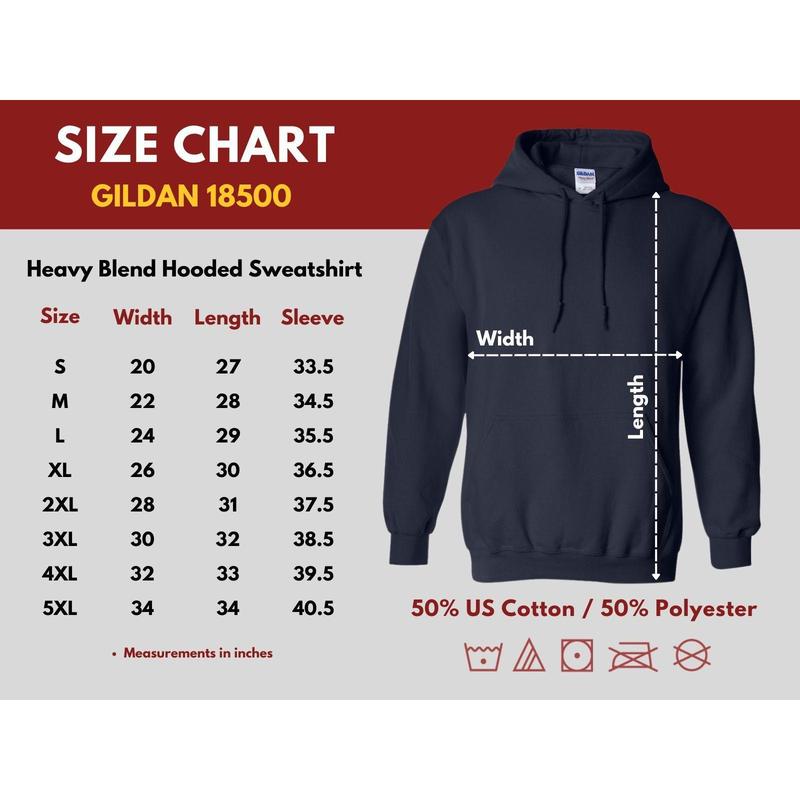 SIZE CHART
GILDAN 18500
Heavy Blend Hooded Sweatshirt
Size Width Length Sleeve
S 20 27 33.5
M 22 28 34.5
L 24 29 35.5
XL 26 30 36.5
2XL 28 31 37.5
3XL 30 32 38.5
4XL 32 33 39.5
5XL 34 34 40.5
• Measurements in inches
GILDAN
Width
Length
50% US Cotton / 50% Polyester